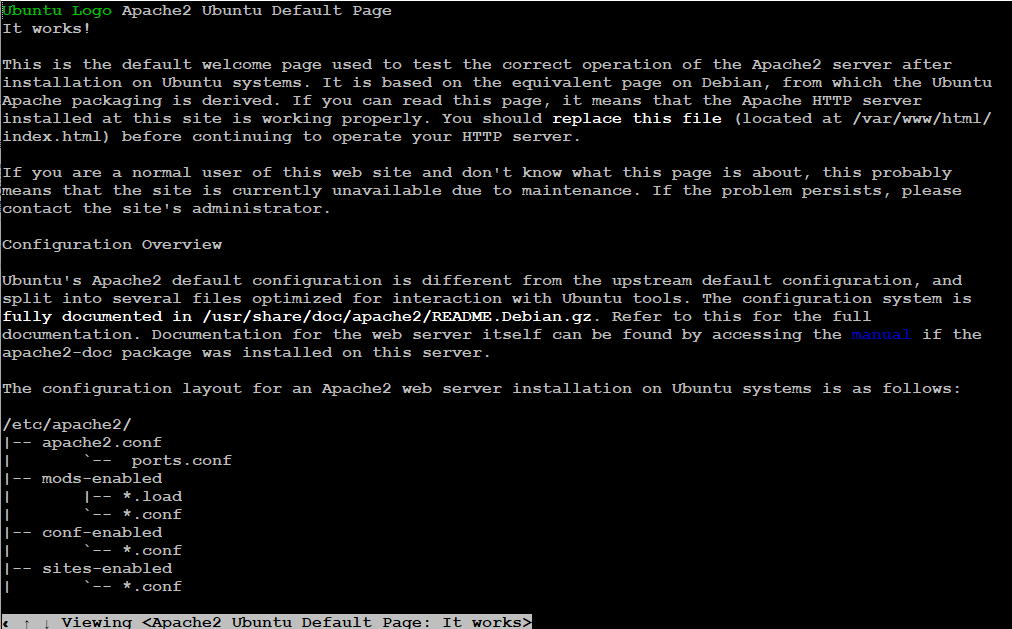 Ubuntu Logo Apache2 Ubuntu Default Page
It works!
This is the default welcome page used to test the correct operation of the Apache2 server after
installation on Ubuntu systems. It is based on the equivalent page on Debian, from which the Ubuntu
Apache packaging is derived. If you can read this page, it means that the Apache HTTP server
installed at this site is working properly. You should replace this file (located at /var/www/html/
index.html) before continuing to operate your HTTP server.
If you are a normal user of this web site and don't know what this page is about, this probably
means that the site is currently unavailable due to maintenance. If the problem persists, please
contact the site's administrator.
Configuration Overview
Ubuntu's Apache2 default configuration is different from the upstream default configuration, and
split into several files optimized for interaction with Ubuntu tools. The configuration system is
fully documented in /usr/share/doc/apache2/README.Debian.gz. Refer to this for the full
documentation. Documentation for the web server itself can be found by accessing the manual if the
apache2-doc package was installed on this server.
The configuration layout for an Apache2 web server installation on Ubuntu systems is as follows:
/etc/apache2/
|-- apache2.conf
|       `--  ports.conf
|-- mods-enabled
|       |-- *.load
|       `-- *.conf
|-- conf-enabled
|       `-- *.conf
|-- sites-enabled
|       `-- *.conf
‹ ↑ ↓ Viewing <Apache2 Ubuntu Default Page: It works>